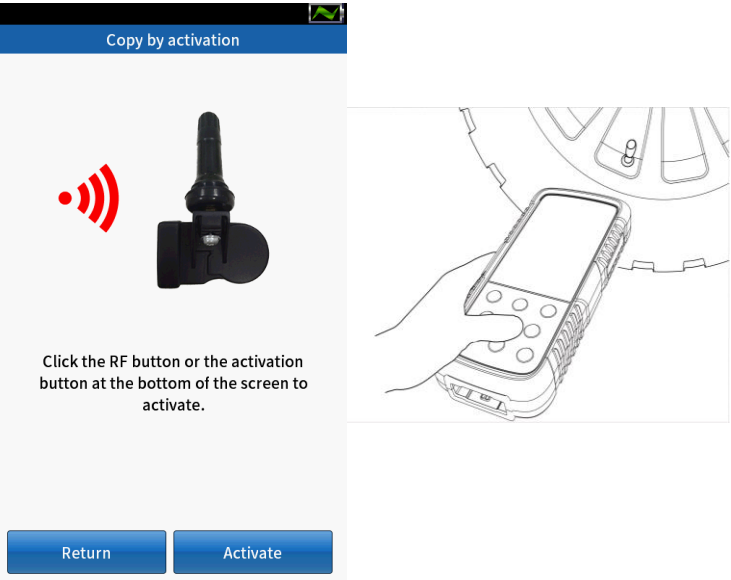 Copy by activation
Click the RF button or the activation
button at the bottom of the screen to
activate.
Return
Activate